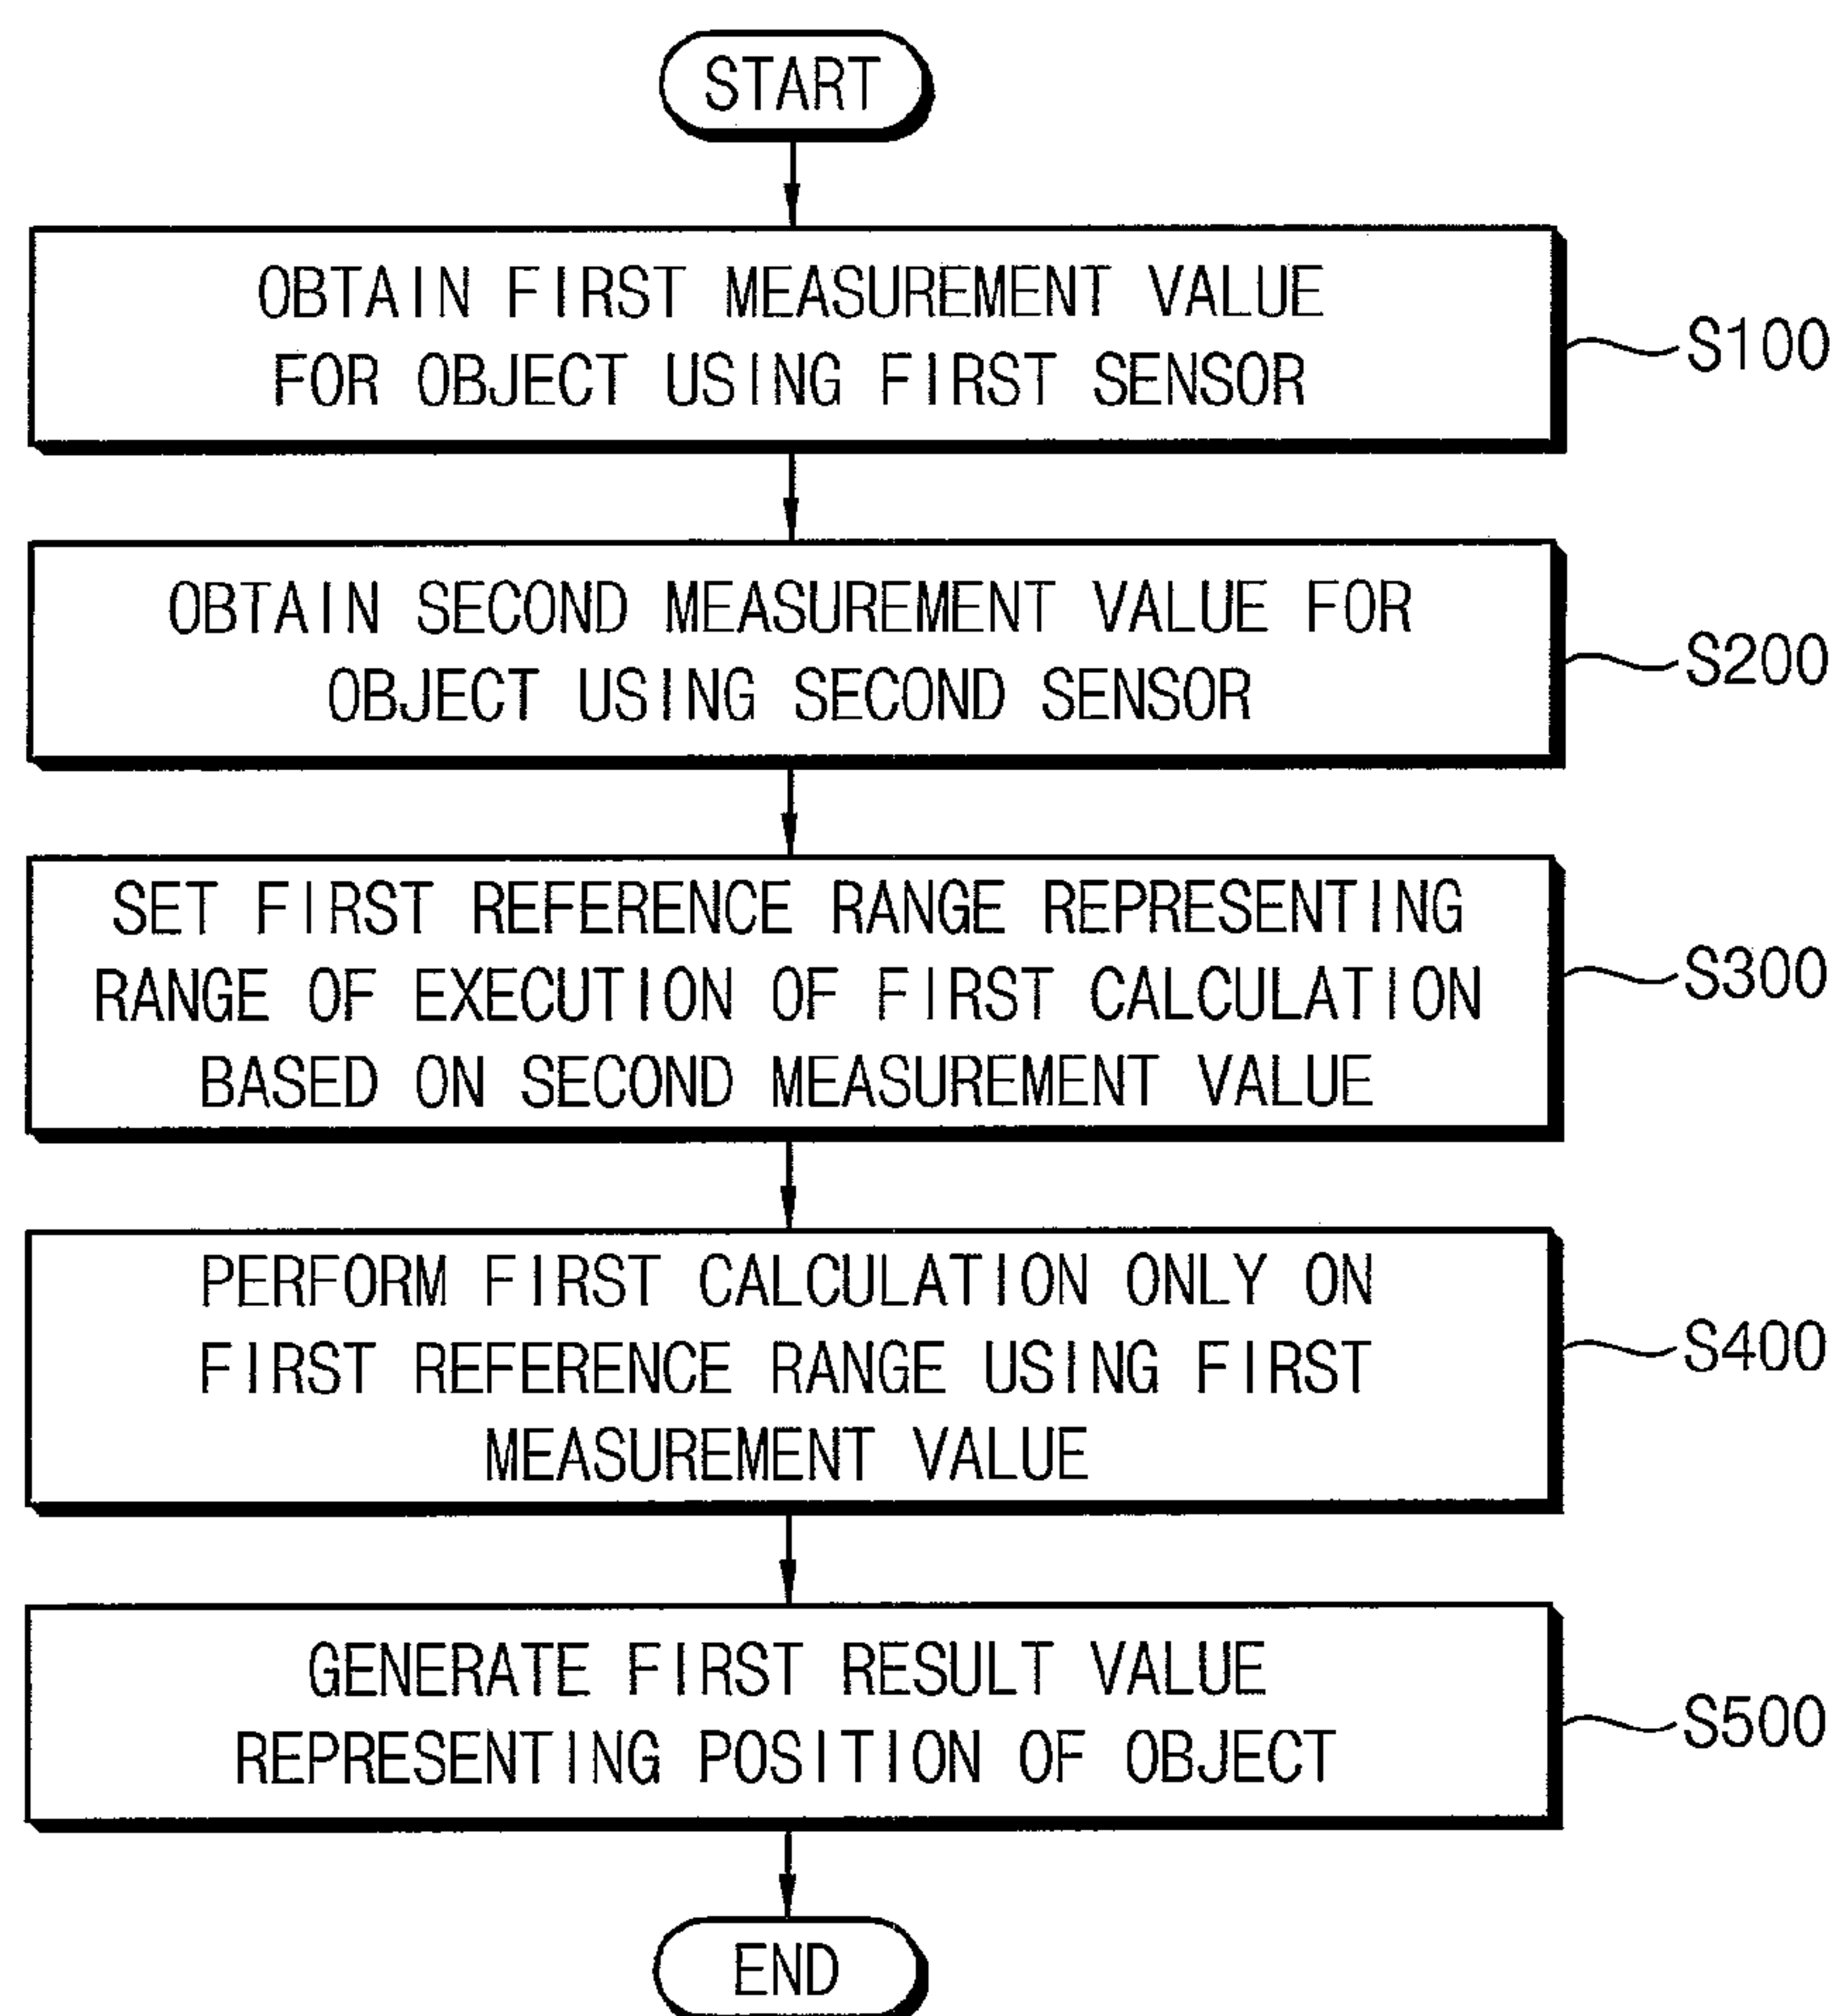 START
OBTAIN FIRST MEASUREMENT VALUE
FOR OBJECT USING FIRST SENSOR
S100
OBTAIN SECOND MEASUREMENT VALUE FOR
OBJECT USING SECOND SENSOR
S200
SET FIRST REFERENCE RANGE REPRESENTING
RANGE OF EXECUTION OF FIRST CALCULATION
BASED ON SECOND MEASUREMENT VALUE
S300
PERFORM FIRST CALCULATION ONLY ON
FIRST REFERENCE RANGE USING FIRST
MEASUREMENT VALUE
S400
GENERATE FIRST RESULT VALUE
REPRESENTING POSITION OF OBJECT
S500
END